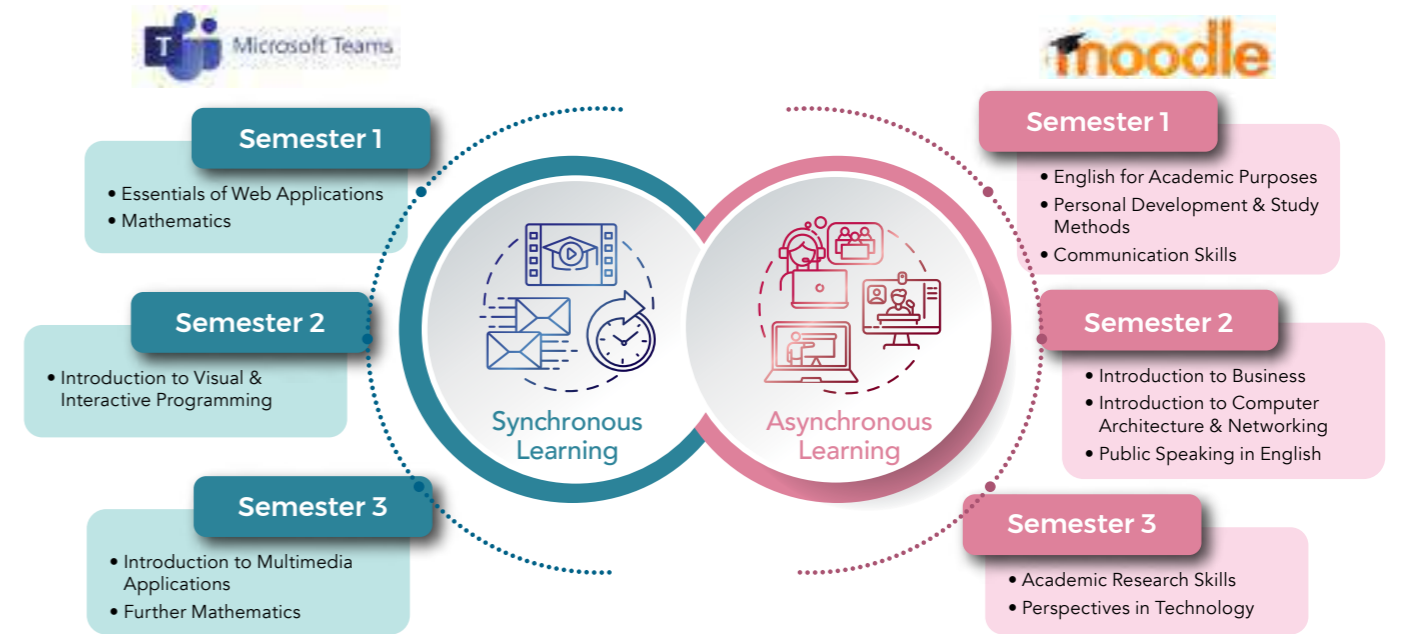 Microsoft Teams
Semester 1
• Essentials of Web Applications
• Mathematics
Semester 2
• Introduction to Visual &
Interactive Programming
Semester 3
• Introduction to Multimedia
Applications
• Further Mathematics
Synchronous
Learning
Asynchronous
Learning
moodle
Semester 1
• English for Academic Purposes
• Personal Development & Study
Methods
• Communication Skills
Semester 2
• Introduction to Business
• Introduction to Computer
Architecture & Networking
• Public Speaking in English
Semester 3
• Academic Research Skills
• Perspectives in Technology